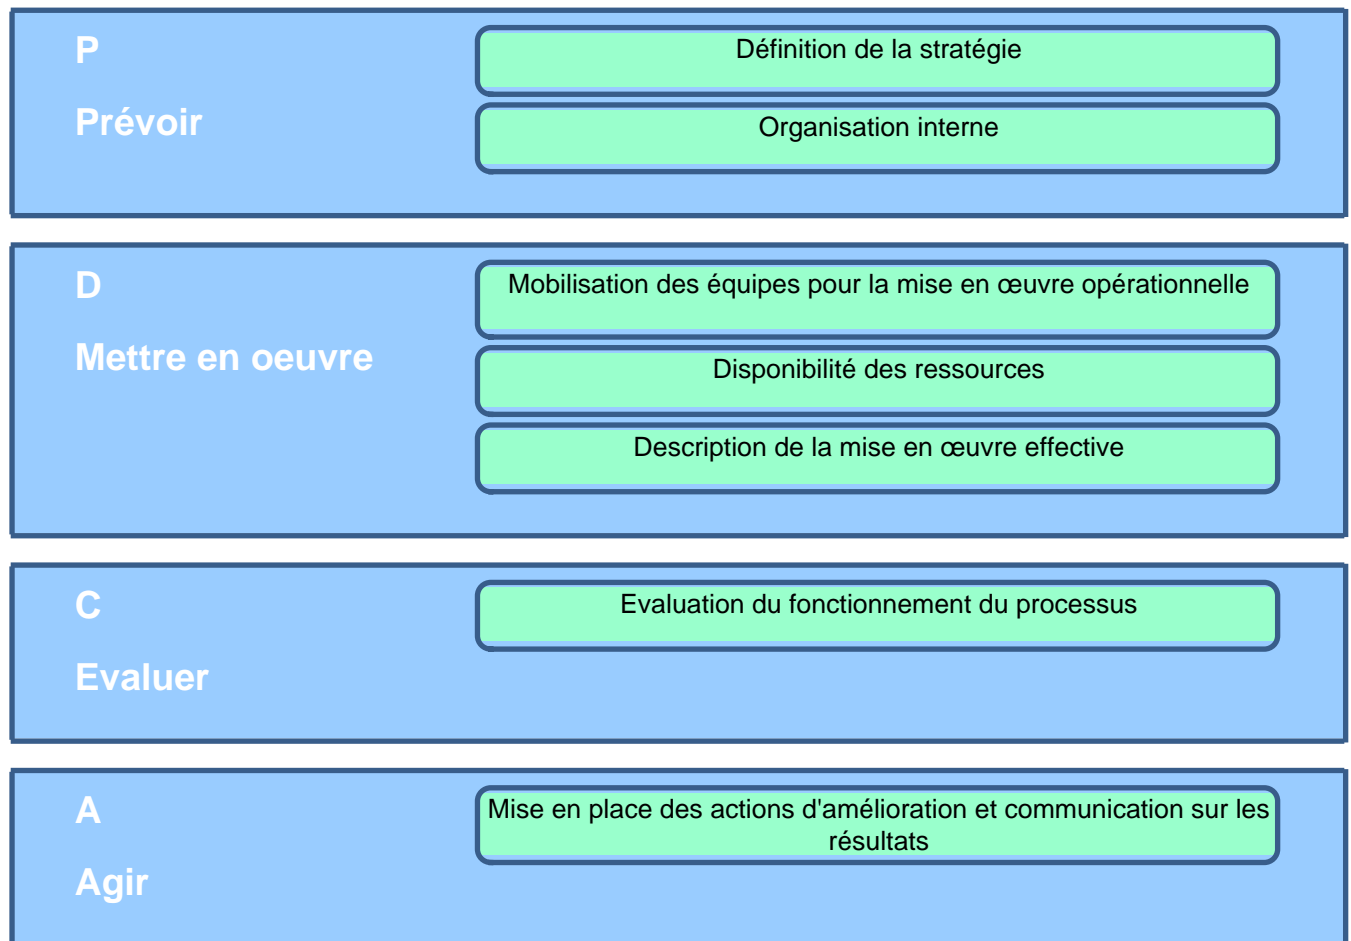 P
Prévoir
Définition de la stratégie
Organisation interne
D
Mettre en oeuvre
Mobilisation des équipes pour la mise en œuvre opérationnelle
Disponibilité des ressources
Description de la mise en œuvre effective
C
Evaluer
Evaluation du fonctionnement du processus
A
Agir
Mise en place des actions d'amélioration et communication sur les
résultats